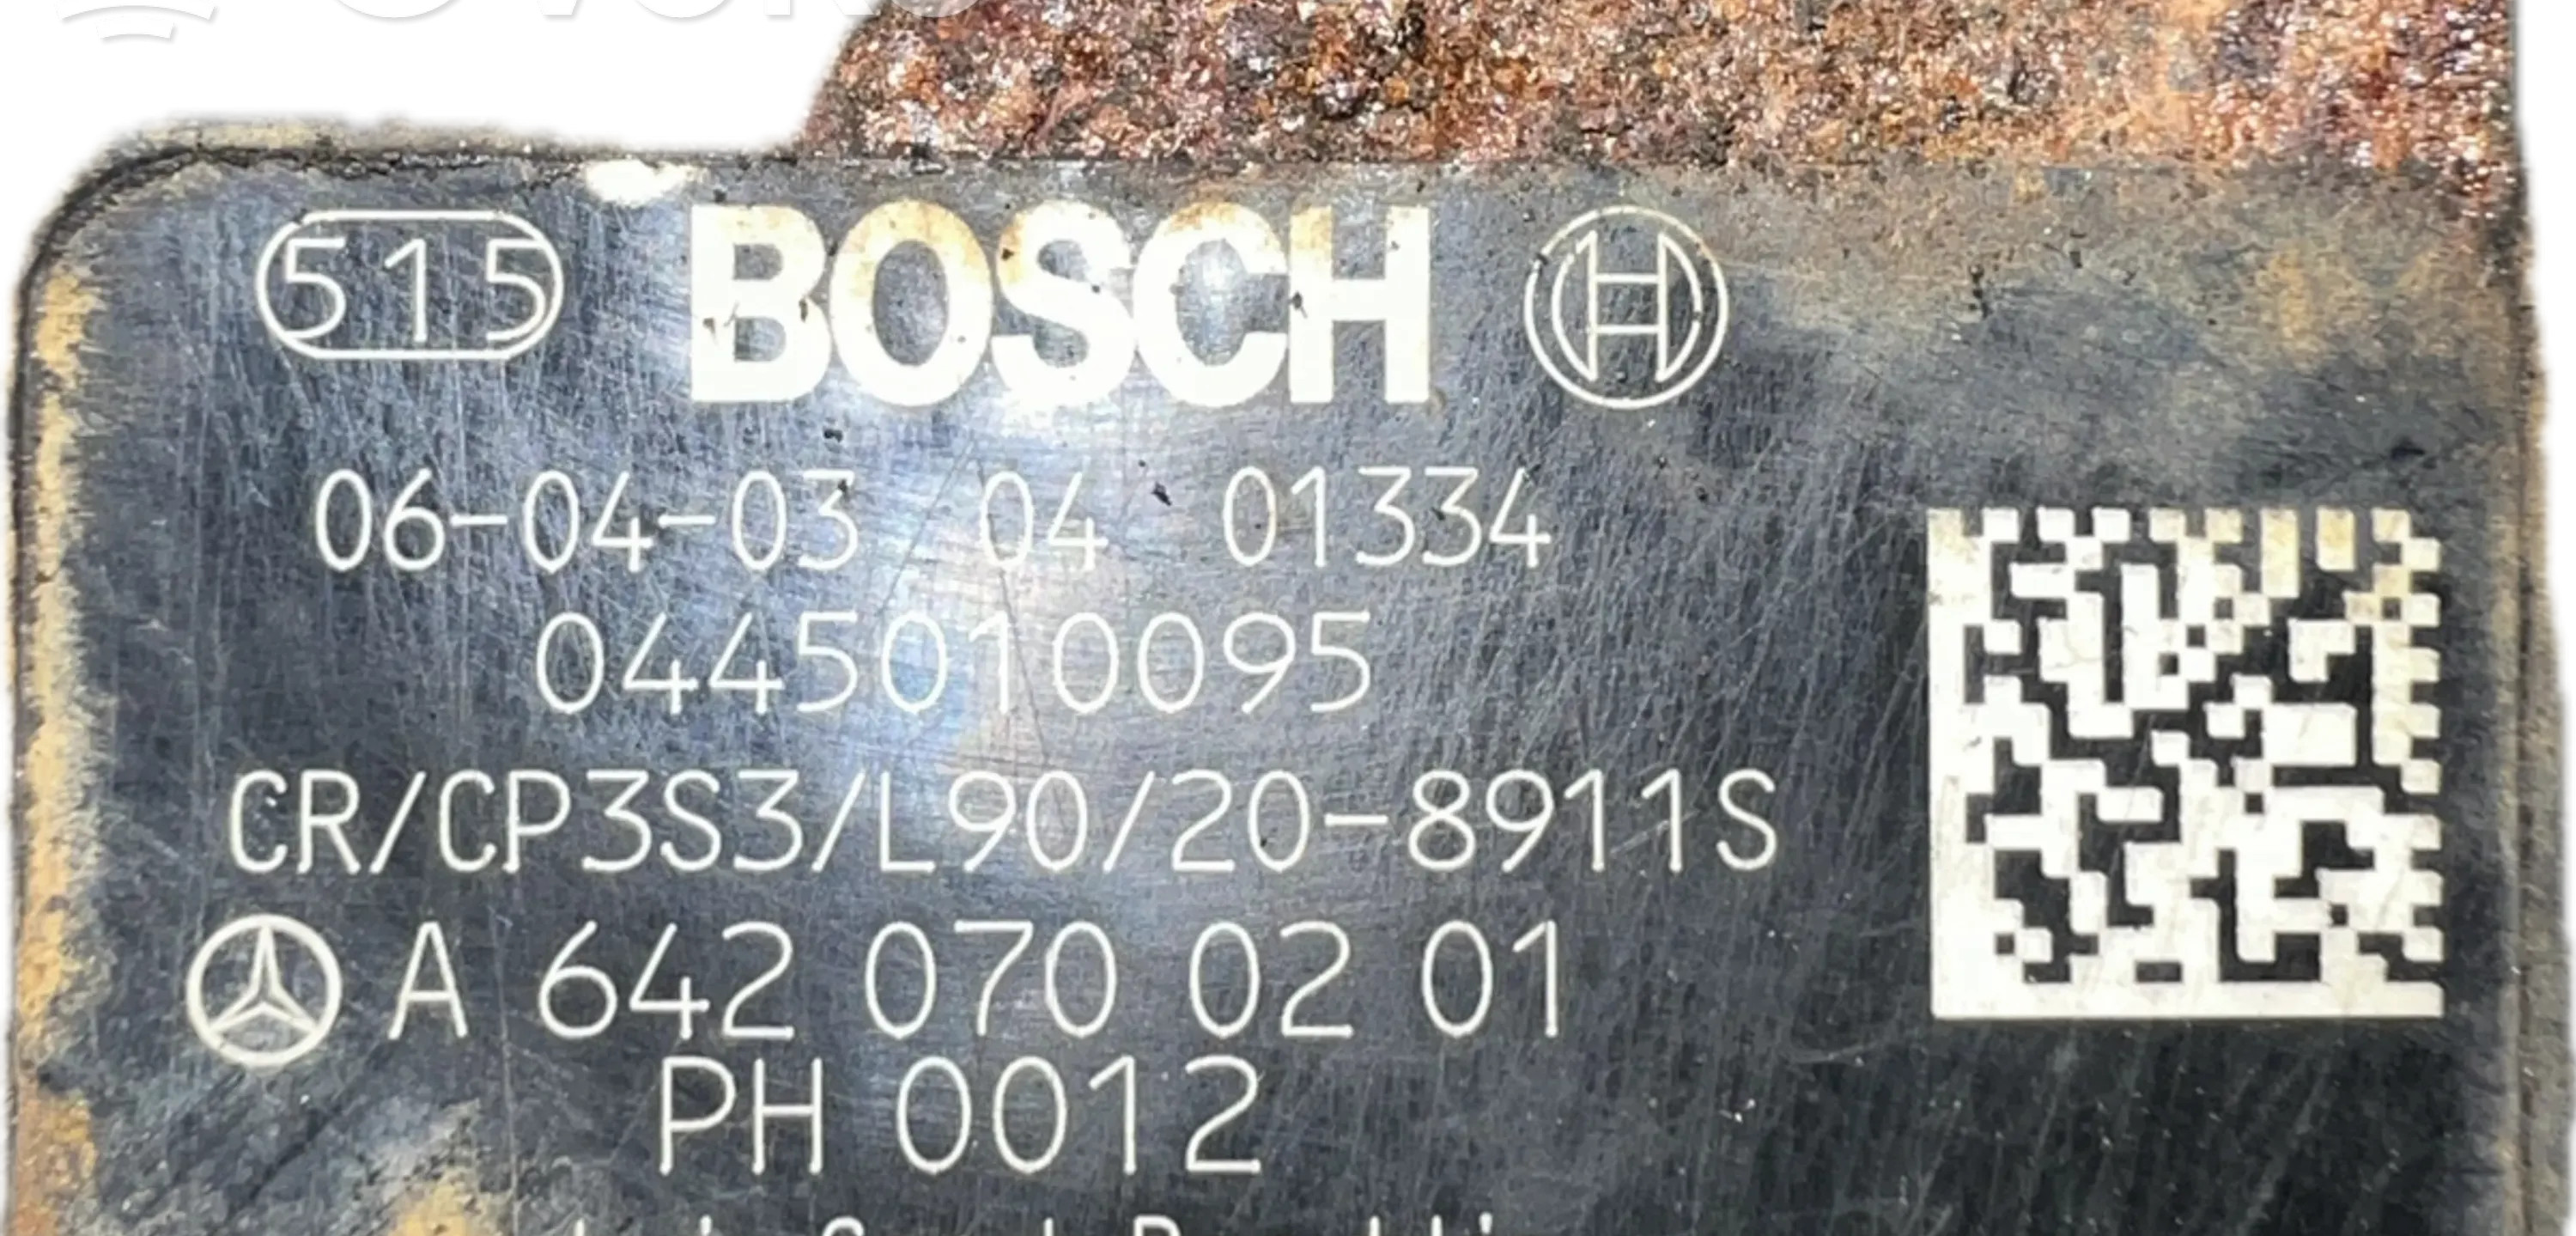 515 BOSCH
06-04-03 04 01334
0445010095
CR/CP3S3/L90/20-8911S
A 642 070 02 01
PH 0012